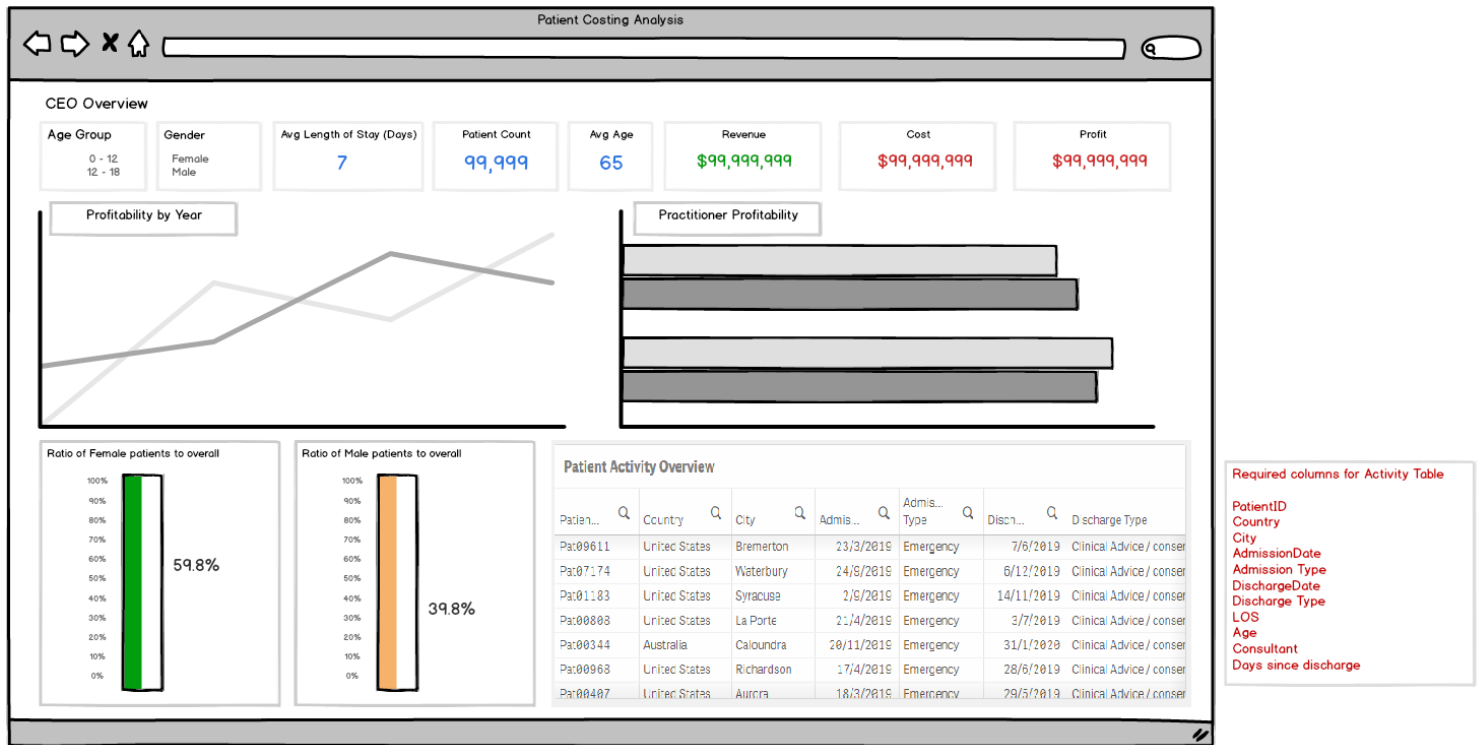 Patient Costing Analysis
CEO Overview
Age Group
0 - 12
12 - 18
Gender
Female
Male
Avg Length of Stay (Days)
7
Patient Count
99,999
Avg Age
65
Revenue
$99,999,999
Cost
$99,999,999
Profit
$99,999,999
Profitability by Year
Practitioner Profitability
Ratio of Female patients to overall
100%
90%
80%
70%
60%
50%
40%
30%
20%
10%
0%
59.8%
Ratio of Male patients to overall
100%
90%
80%
70%
60%
50%
40%
30%
20%
10%
0%
39.8%
Patient Activity Overview
Patien... Country City Admis... Admis... Type Disch... Discharge Type
Pat09611 United States Bremerton 23/3/2019 Emergency 7/6/2019 Clinical Advice / conser
Pat07174 United States Waterbury 24/9/2019 Emergency 6/12/2019 Clinical Advice / conser
Pat01183 United States Syracuse 2/9/2019 Emergency 14/11/2019 Clinical Advice / conser
Pat00808 United States La Porte 21/4/2019 Emergency 3/7/2019 Clinical Advice / conser
Pat00344 Australia Caloundra 20/11/2019 Emergency 31/1/2020 Clinical Advice / conser
Pat00968 United States Richardson 17/4/2019 Emergency 28/6/2019 Clinical Advice / conser
Pat00407 United States Aurora 18/3/2019 Emergency 29/5/2019 Clinical Advice / conser
Required columns for Activity Table
PatientID
Country
City
AdmissionDate
Admission Type
DischargeDate
Discharge Type
LOS
Age
Consultant
Days since discharge